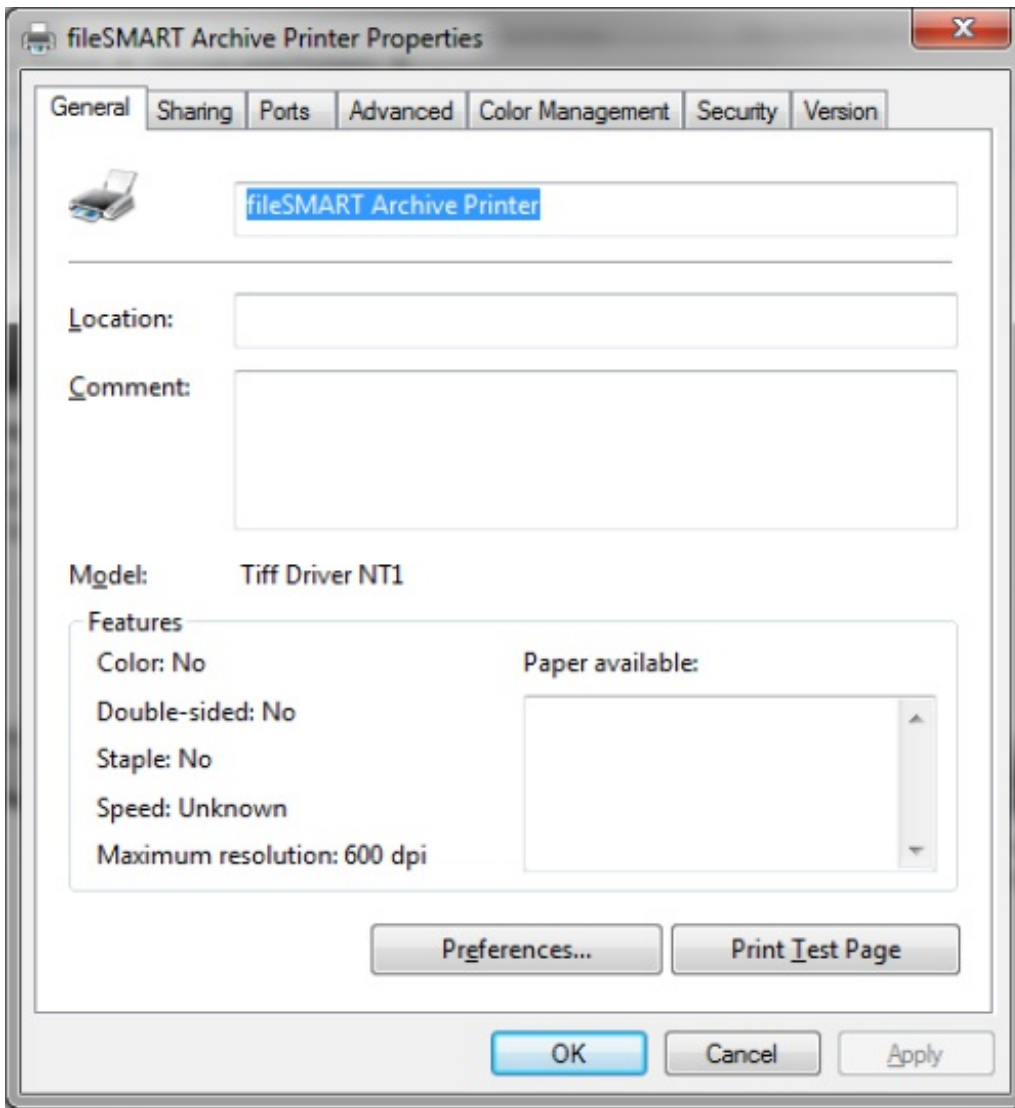 fileSMART Archive Printer Properties
General Sharing Ports Advanced Color Management Security Version
fileSMART Archive Printer
Location:
Comment:
Model: Tiff Driver NT1
Features
Color: No
Paper available:
Double-sided: No
Staple: No
Speed: Unknown
Maximum resolution: 600 dpi
Preferences... Print Test Page
OK Cancel Apply